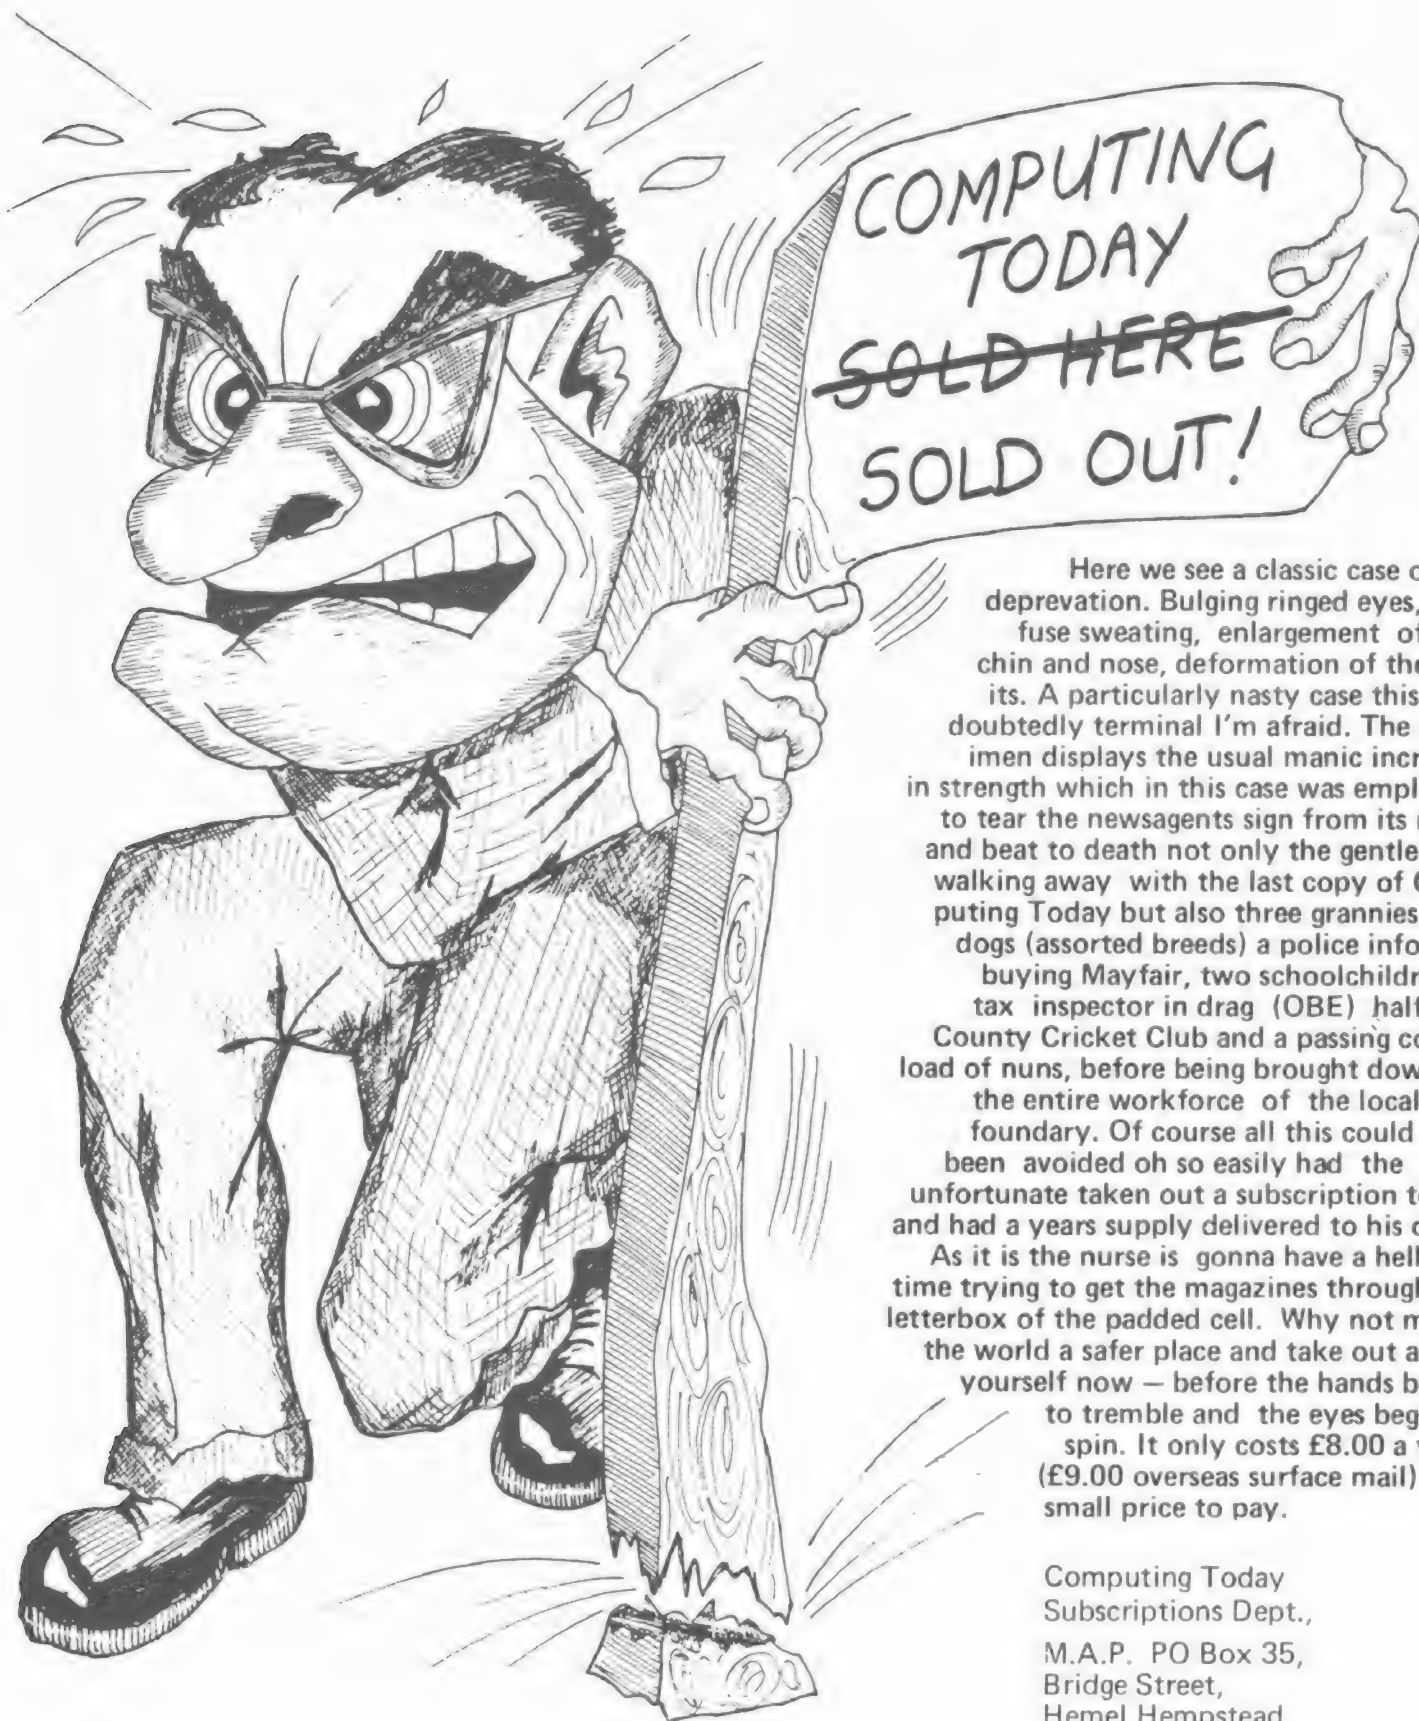 COMPUTING
TODAY
SOLD HERE
SOLD OUT!
Here we see a classic case
deprevation. Bulging ringed eyes,
fuse sweating, enlargement of
chin and nose, deformation of the
its. A particularly nasty case this
doubtedly terminal I'm afraid. The
imen displays the usual manic incr
in strength which in this case was empl
to tear the newsagents sign from its
and beat to death not only the gentle
walking away with the last copy of
puting Today but also three grannies
dogs (assorted breeds) a police info
buying Mayfair, two schoolchildr
tax inspector in drag (OBE) half
County Cricket Club and a passing co
load of nuns, before being brought dow
the entire workforce of the local
foundary. Of course all this could
been avoided oh so easily had the
unfortunate taken out a subscription t
and had a years supply delivered to his
As it is the nurse is gonna have a hell
time trying to get the magazines through
letterbox of the padded cell. Why not m
the world a safer place and take out a
yourself now — before the hands b
to tremble and the eyes beg
spin. It only costs £8.00 a
(£9.00 overseas surface mail)
small price to pay.
Computing Today
Subscriptions Dept.,
M.A.P. PO Box 35,
Bridge Street,
Hemel Hempstead